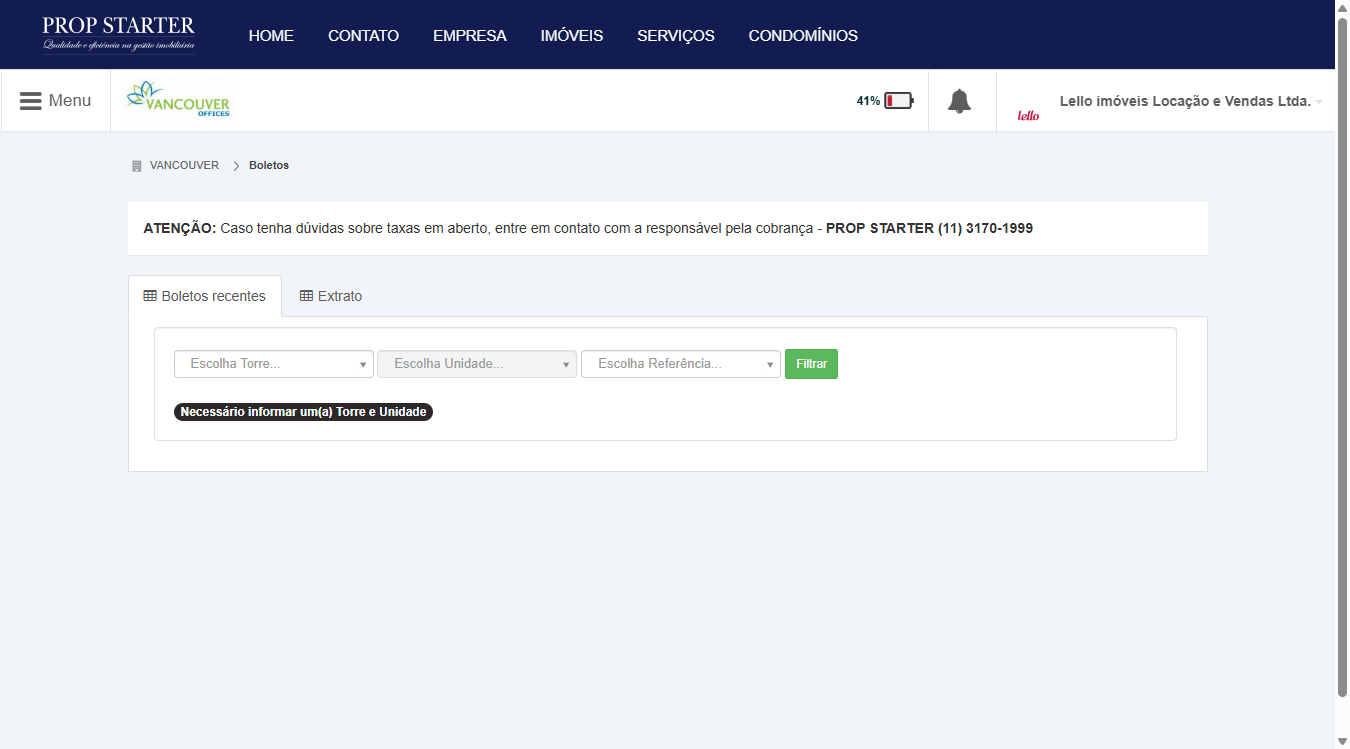 PROP STARTER
Qualidade e eficiência na gestão imobiliária
HOME CONTATO EMPRESA IMÓVEIS SERVIÇOS CONDOMÍNIOS
Menu
VANCOUVER
OFFICES
41%
lello
Lello imóveis Locação e Vendas Ltda.
VANCOUVER > Boletos
ATENÇÃO: Caso tenha dúvidas sobre taxas em aberto, entre em contato com a responsável pela cobrança - PROP STARTER (11) 3170-1999
Boletos recentes Extrato
Escolha Torre... Escolha Unidade... Escolha Referência... Filtrar
Necessário informar um(a) Torre e Unidade